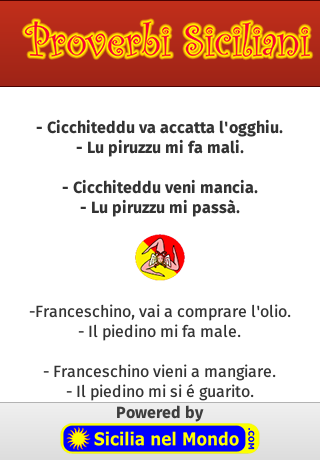 Proverbi Siciliani
- Cicchiteddu va accatta l'ogghiu.
- Lu piruzzu mi fa mali.
- Cicchiteddu veni mancia.
- Lu piruzzu mi passà.
-Franceschino, vai a comprare l'olio.
- Il piedino mi fa male.
- Franceschino vieni a mangiare.
- Il piedino mi si é guarito.
Powered by
Sicilia nel Mondo .COM